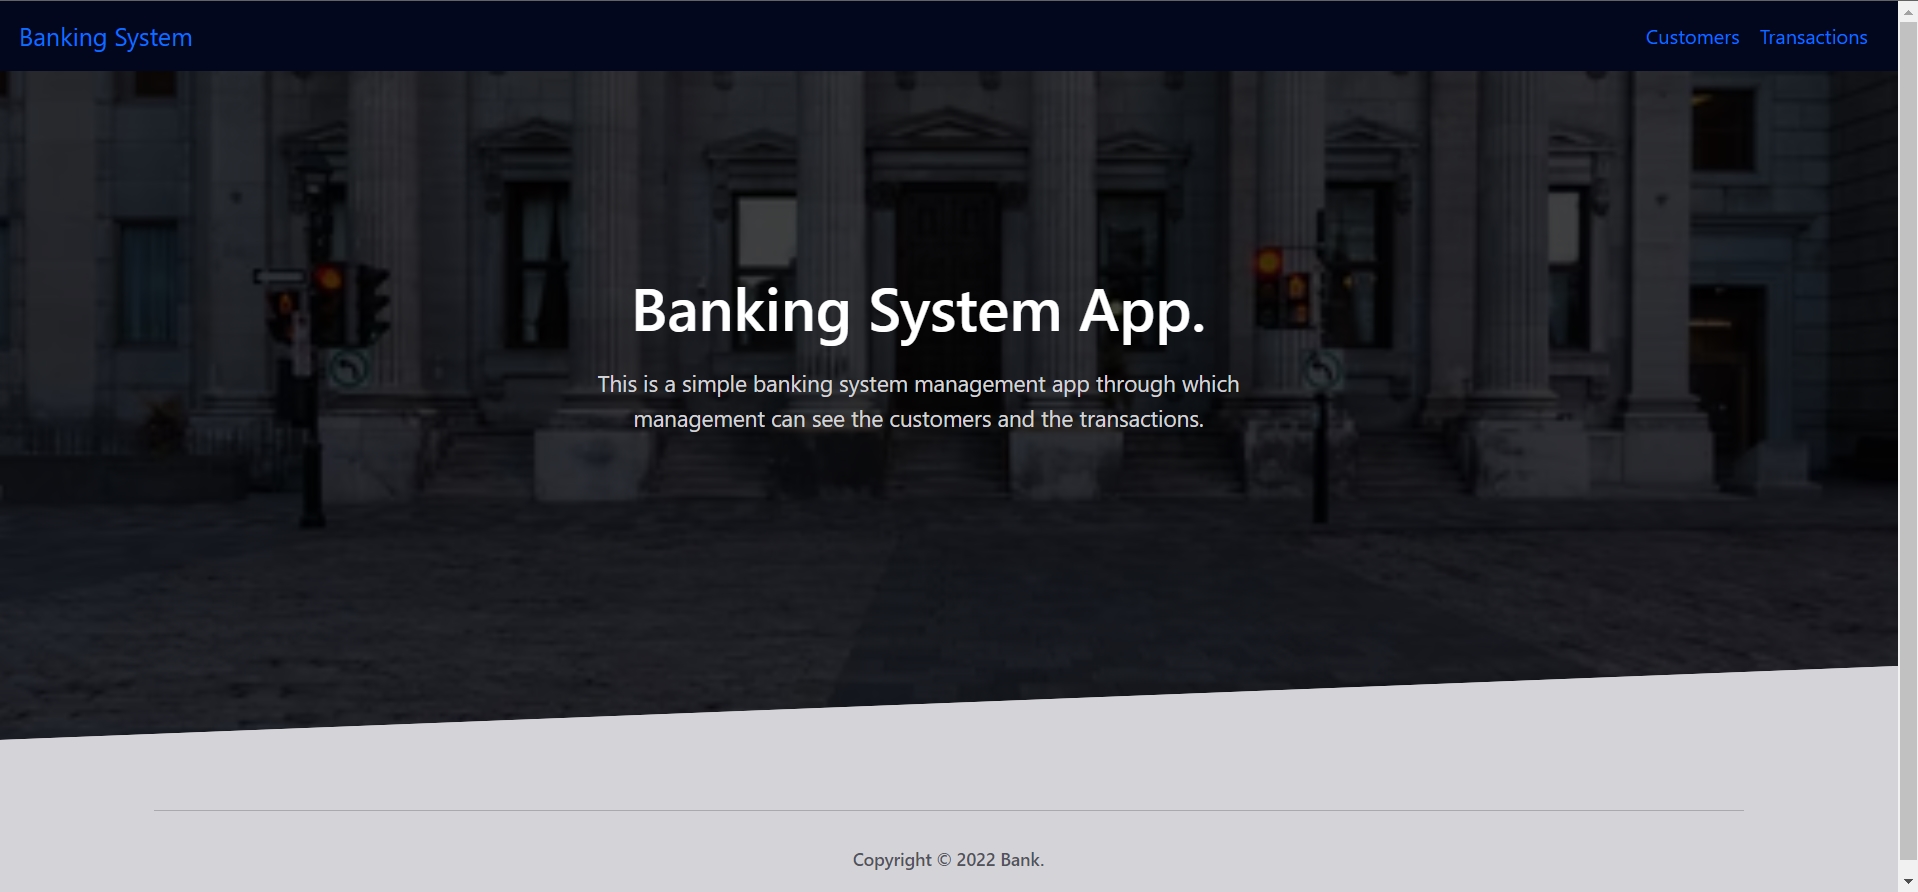 Banking System
Customers Transactions
Banking System App.
This is a simple banking system management app through which
management can see the customers and the transactions.
Copyright © 2022 Bank.